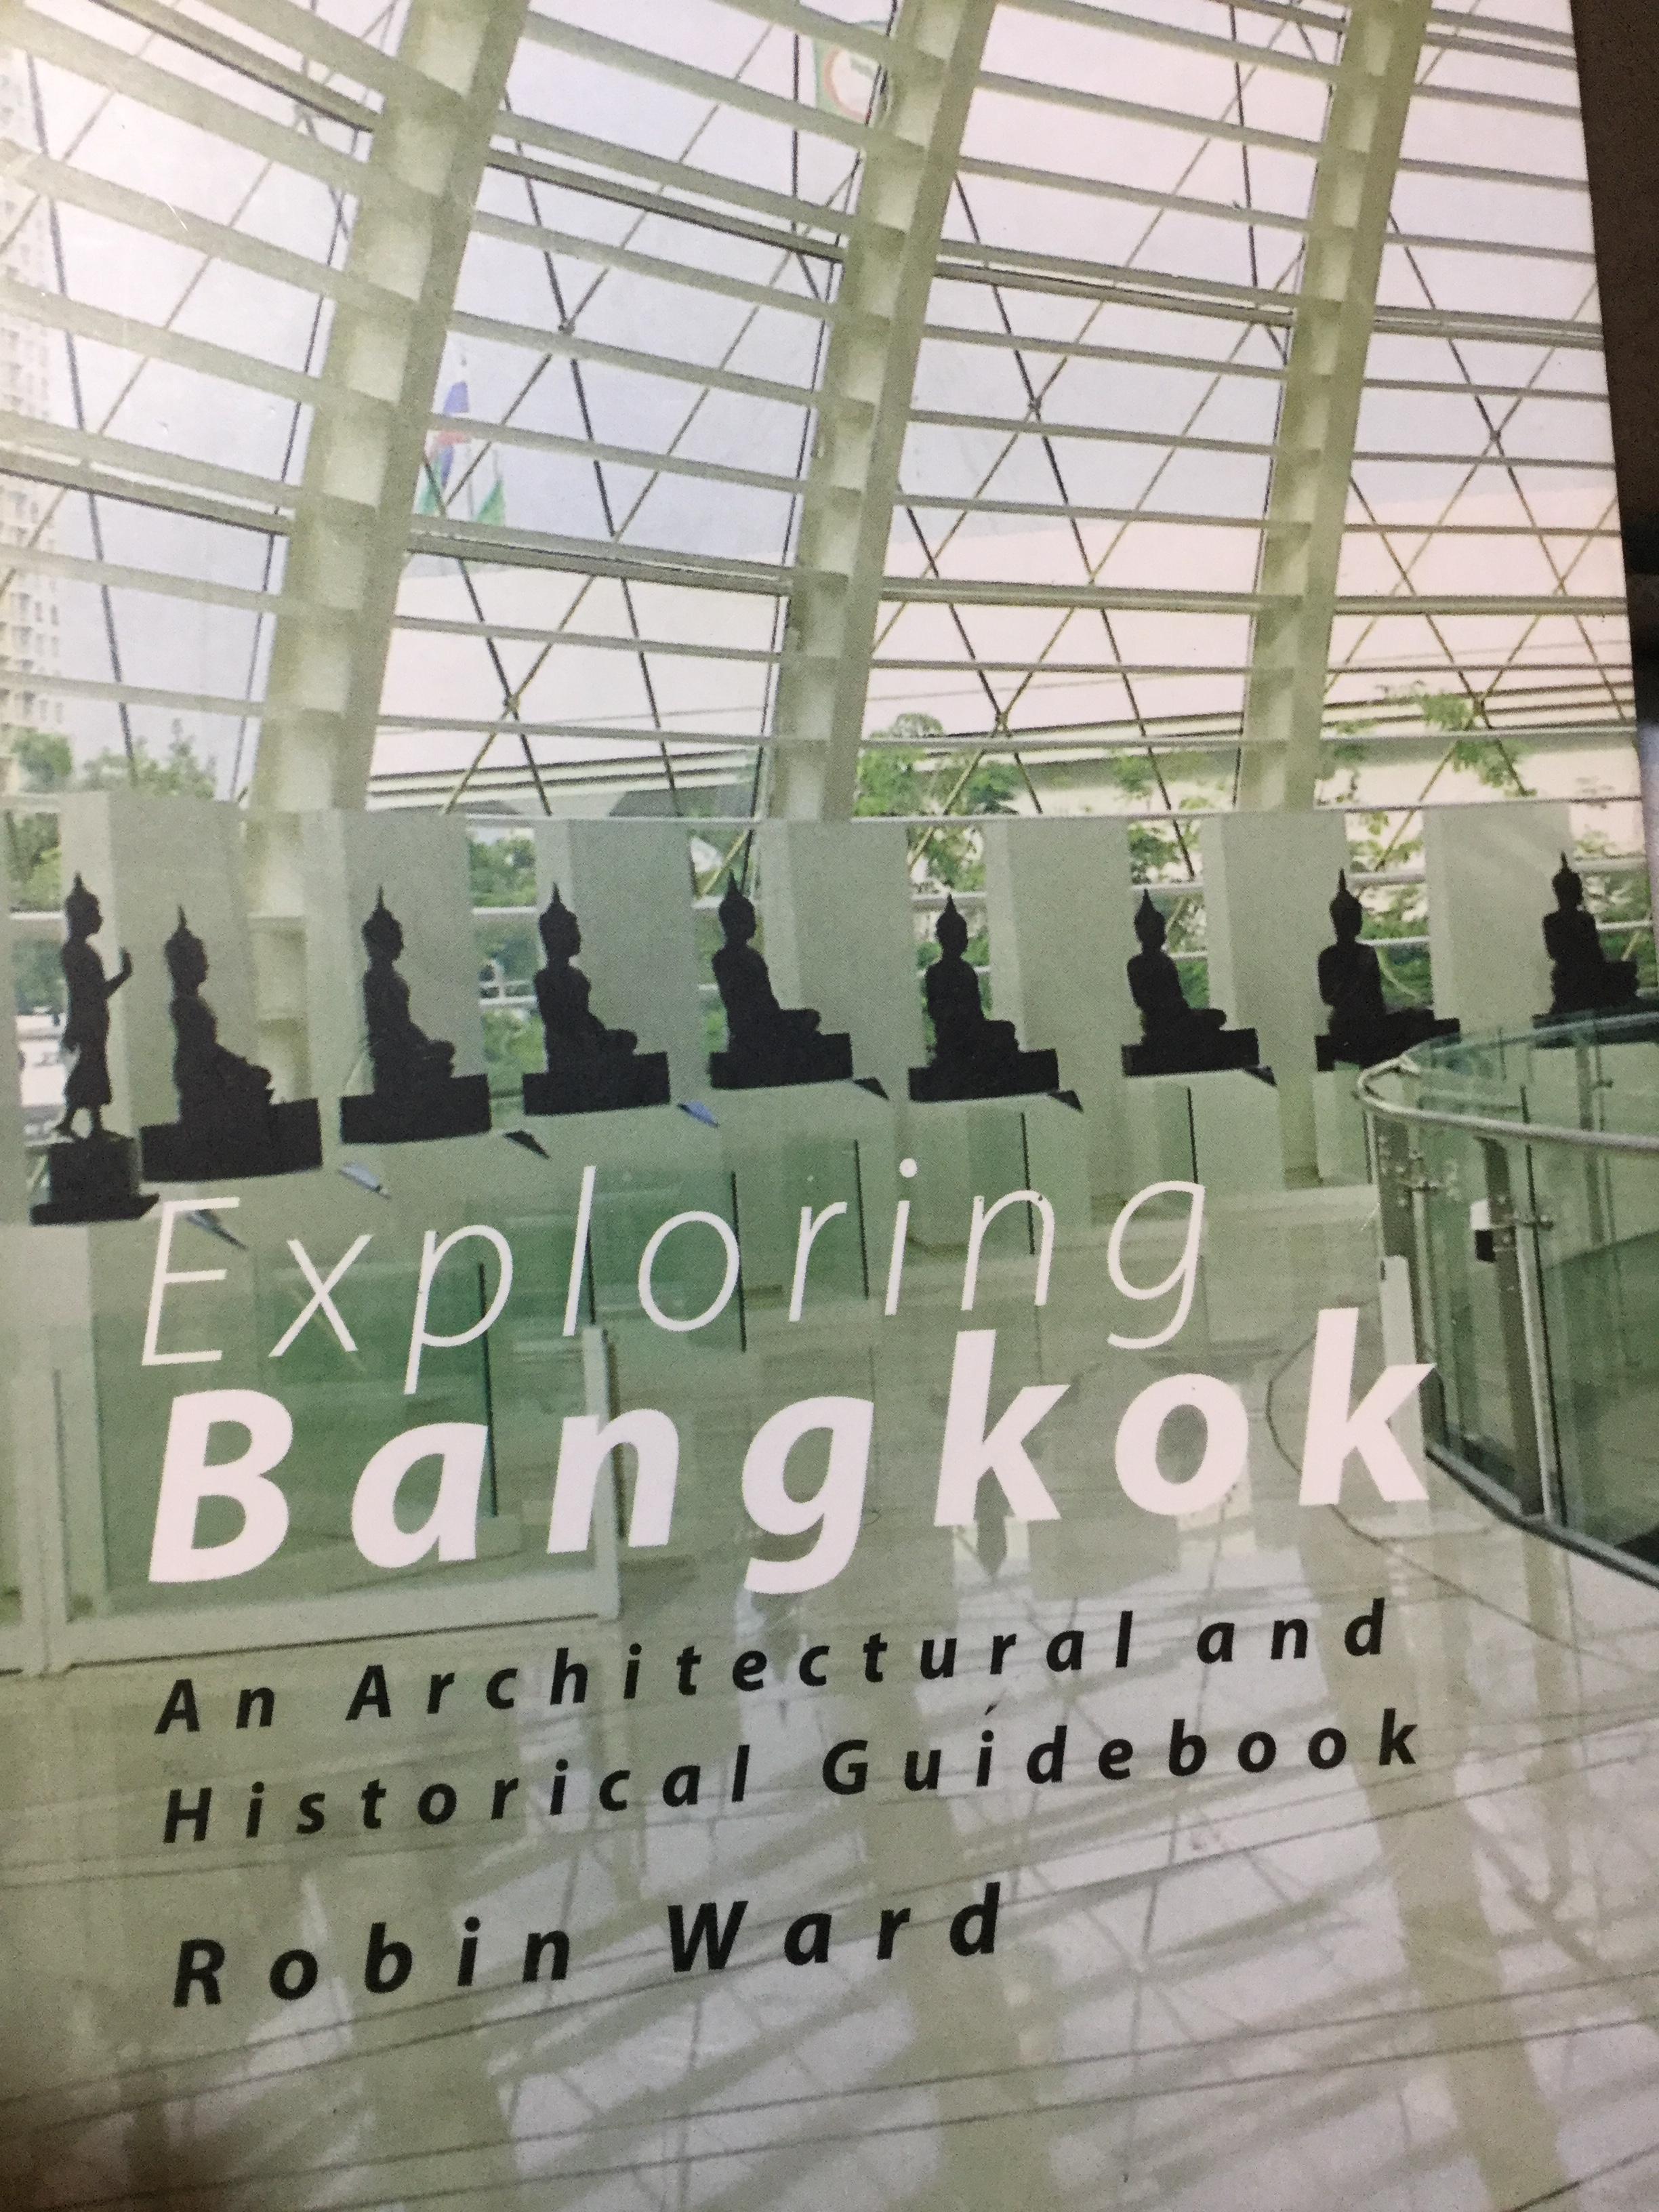 Exploring
Bangkok
An Architectural and
Historical Guidebook
Robin Ward